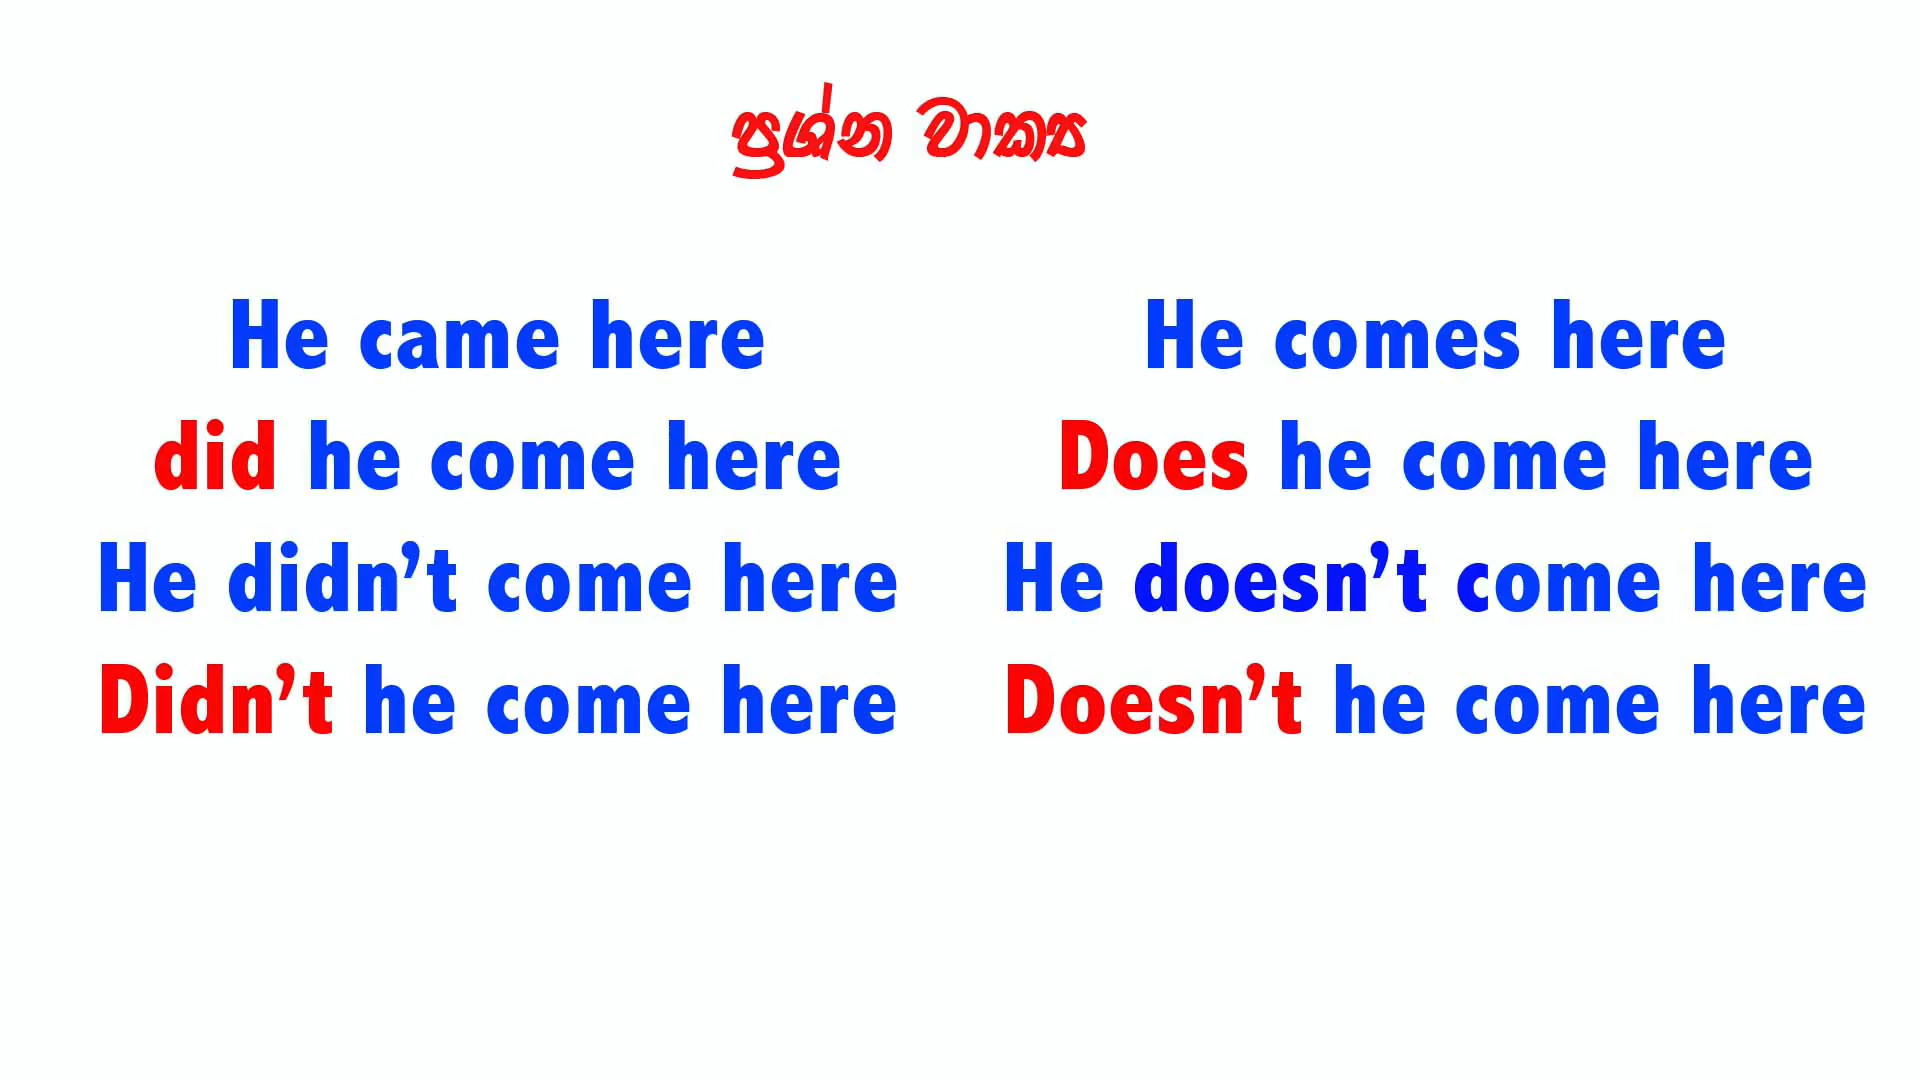 ප්‍රශ්න වාක්‍ය
He came here
did he come here
He didn’t come here
Didn’t he come here
He comes here
Does he come here
He doesn’t come here
Doesn’t he come here